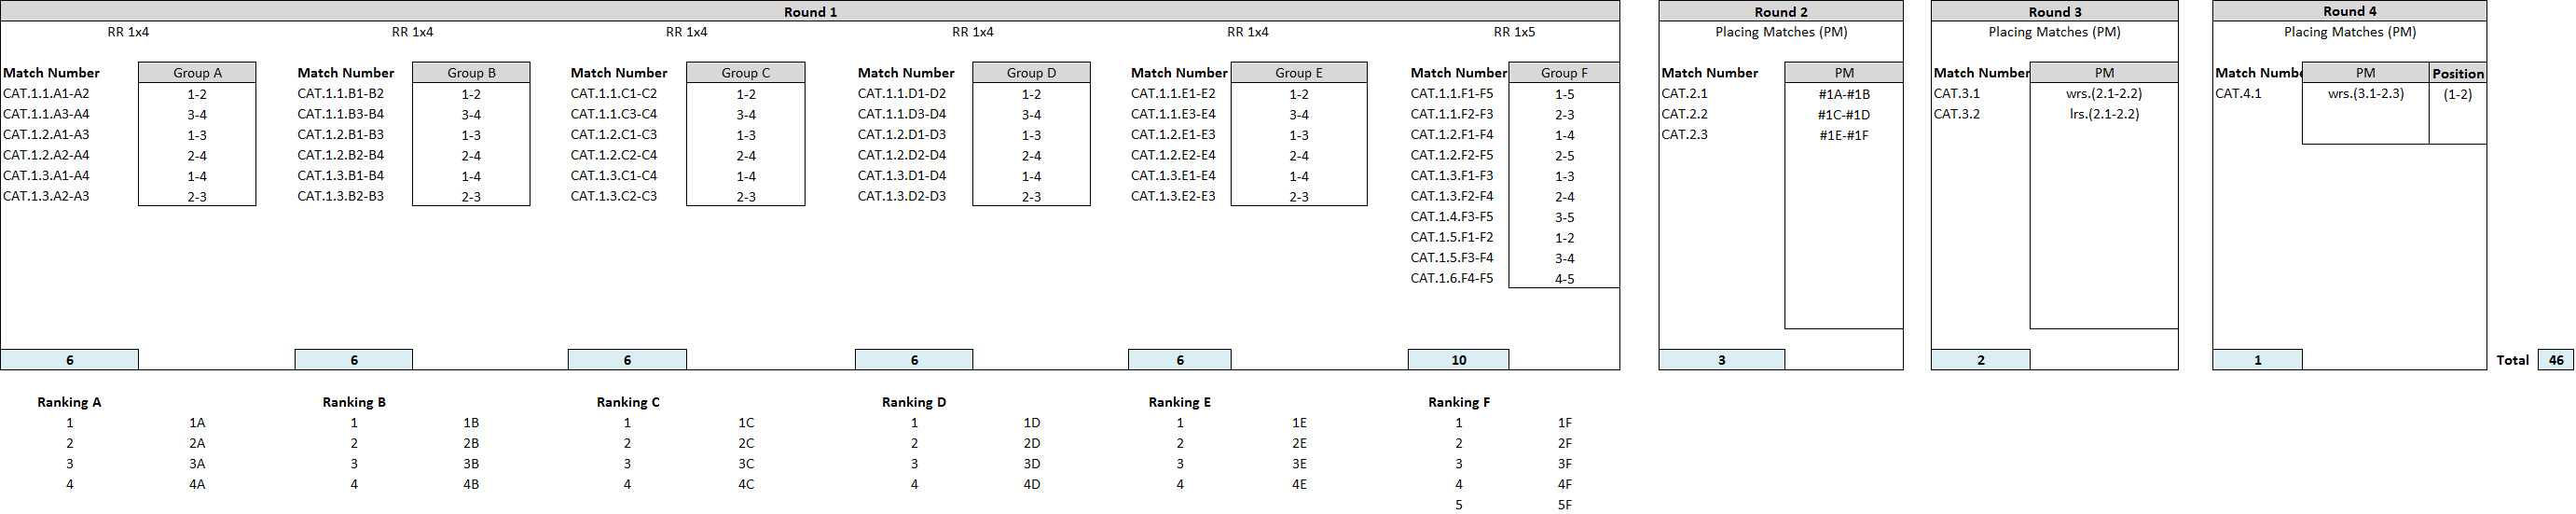 Round 1 Round 2 Round 3 Round 4
RR 1x4 RR 1x4 RR 1x4 RR 1x4 RR 1x4 RR 1x5 Placing Matches (PM) Placing Matches (PM) Placing Matches (PM)
Match Number Group A Match Number Group B Match Number Group C Match Number Group D Match Number Group E Match Number Group F Match Number PM Match Number PM Match Numbe PM Position
CAT.1.1.A1-A2 1-2 CAT.1.1.B1-B2 1-2 CAT.1.1.C1-C2 1-2 CAT.1.1.D1-D2 1-2 CAT.1.1.E1-E2 1-2 CAT.1.1.F1-F5 1-5 CAT.2.1 #1A-#1B CAT.3.1 wrs.(2.1-2.2) CAT.4.1 wrs.(3.1-2.3) (1-2)
CAT.1.1.A3-A4 3-4 CAT.1.1.B3-B4 3-4 CAT.1.1.C3-C4 3-4 CAT.1.1.D3-D4 3-4 CAT.1.1.E3-E4 3-4 CAT.1.1.F2-F3 2-3 CAT.2.2 #1C-#1D CAT.3.2 lrs.(2.1-2.2)
CAT.1.2.A1-A3 1-3 CAT.1.2.B1-B3 1-3 CAT.1.2.C1-C3 1-3 CAT.1.2.D1-D3 1-3 CAT.1.2.E1-E3 1-3 CAT.1.2.F1-F4 1-4 CAT.2.3 #1E-#1F
CAT.1.2.A2-A4 2-4 CAT.1.2.B2-B4 2-4 CAT.1.2.C2-C4 2-4 CAT.1.2.D2-D4 2-4 CAT.1.2.E2-E4 2-4 CAT.1.2.F2-F5 2-5
CAT.1.3.A1-A4 1-4 CAT.1.3.B1-B4 1-4 CAT.1.3.C1-C4 1-4 CAT.1.3.D1-D4 1-4 CAT.1.3.E1-E4 1-4 CAT.1.3.F1-F3 1-3
CAT.1.3.A2-A3 2-3 CAT.1.3.B2-B3 2-3 CAT.1.3.C2-C3 2-3 CAT.1.3.D2-D3 2-3 CAT.1.3.E2-E3 2-3 CAT.1.3.F2-F4 2-4
CAT.1.4.F3-F5 3-5
CAT.1.5.F1-F2 1-2
CAT.1.5.F3-F4 3-4
CAT.1.6.F4-F5 4-5
6 6 6 6 6 10 3 2 1 Total 46
Ranking A Ranking B Ranking C Ranking D Ranking E Ranking F
1 1A 1 1B 1 1C 1 1D 1 1E 1 1F
2 2A 2 2B 2 2C 2 2D 2 2E 2 2F
3 3A 3 3B 3 3C 3 3D 3 3E 3 3F
4 4A 4 4B 4 4C 4 4D 4 4E 4 4F
5 5F